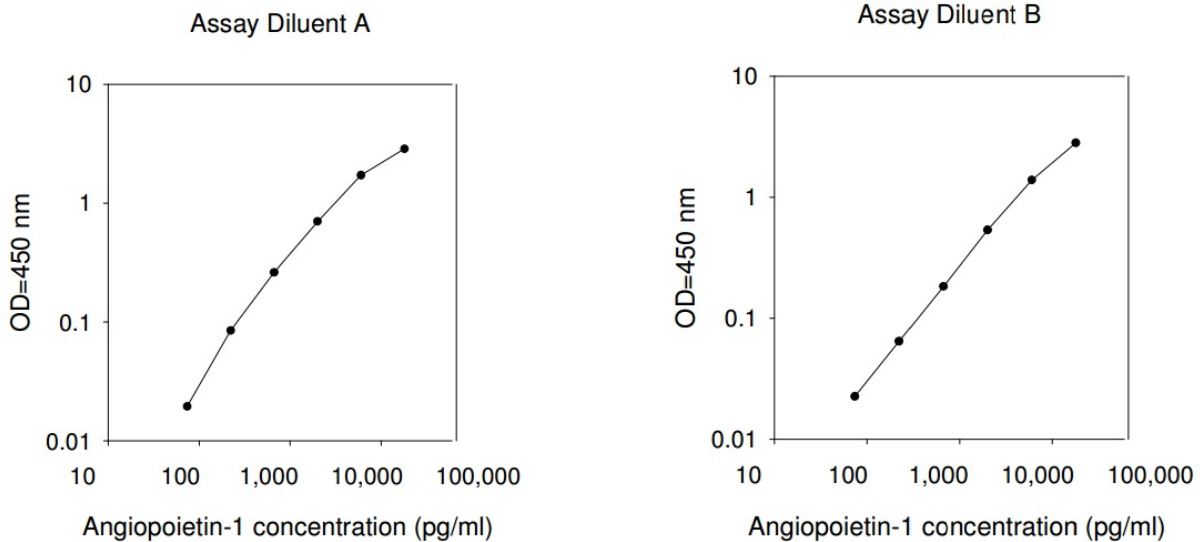 Assay Diluent A
10
1
0.1
0.01
OD=450 nm
10 100 1,000 10,000 100,000
Angiopoietin-1 concentration (pg/ml)
Assay Diluent B
10
1
0.1
0.01
OD=450 nm
10 100 1,000 10,000 100,000
Angiopoietin-1 concentration (pg/ml)